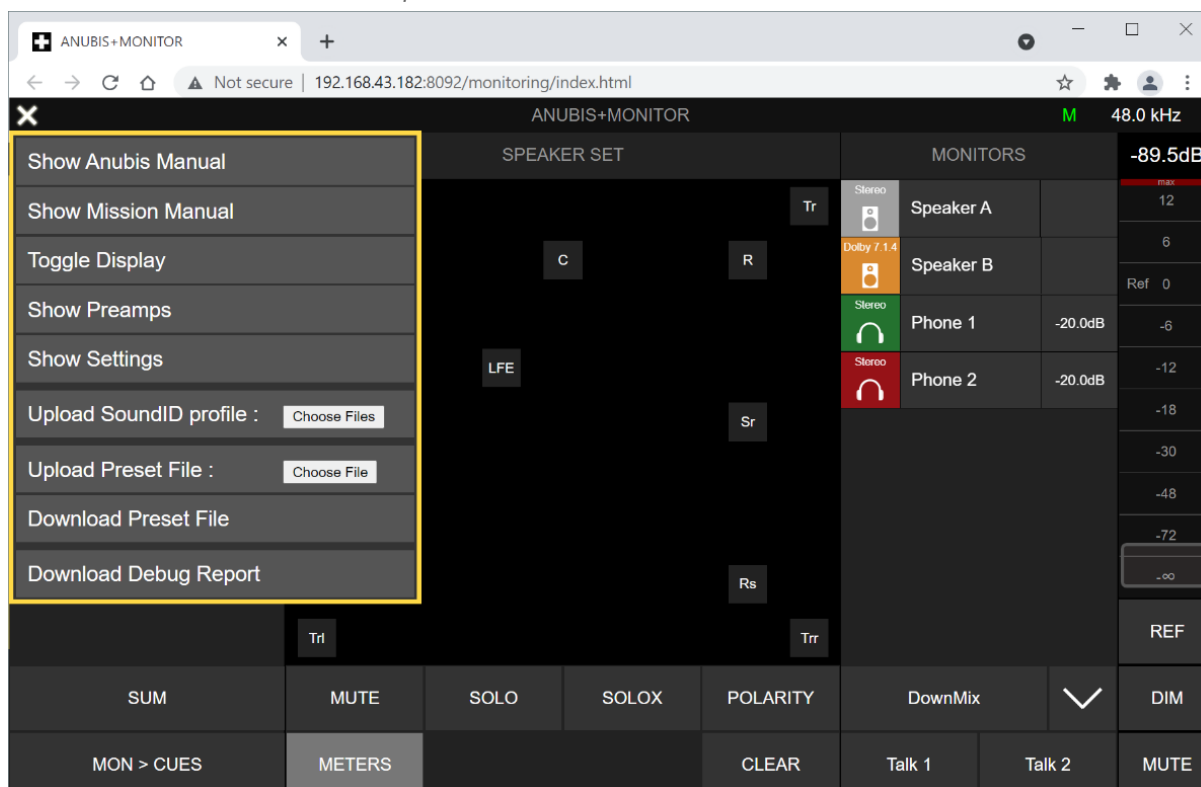 ANUBIS+MONITOR
Not secure | 192.168.43.182:8092/monitoring/index.html
ANUBIS+MONITOR
M
48.0 kHz
Show Anubis Manual
Show Mission Manual
Toggle Display
Show Preamps
Show Settings
Upload SoundID profile : Choose Files
Upload Preset File : Choose File
Download Preset File
Download Debug Report
SPEAKER SET
Tr
C
R
LFE
Sr
Rs
Trl
Trr
MONITORS
Stereo
Speaker A
Dolby 7.1.4
Speaker B
Stereo
Phone 1
-20.0dB
Stereo
Phone 2
-20.0dB
-89.5dB
max
12
6
Ref 0
-6
-12
-18
-30
-48
-72
-∞
REF
SUM
MUTE
SOLO
SOLOX
POLARITY
DownMix
DIM
MON > CUES
METERS
CLEAR
Talk 1
Talk 2
MUTE